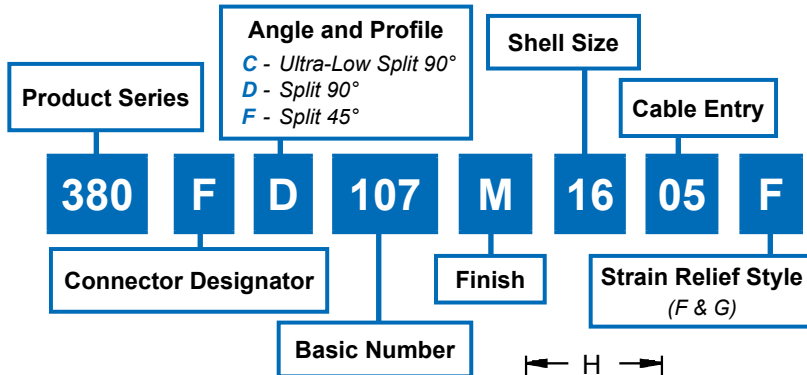 Angle and Profile
C - Ultra-Low Split 90°
D - Split 90°
F - Split 45°
Shell Size
Product Series
Cable Entry
380 F D 107 M 16 05 F
Connector Designator
Finish
Strain Relief Style
(F & G)
Basic Number
H